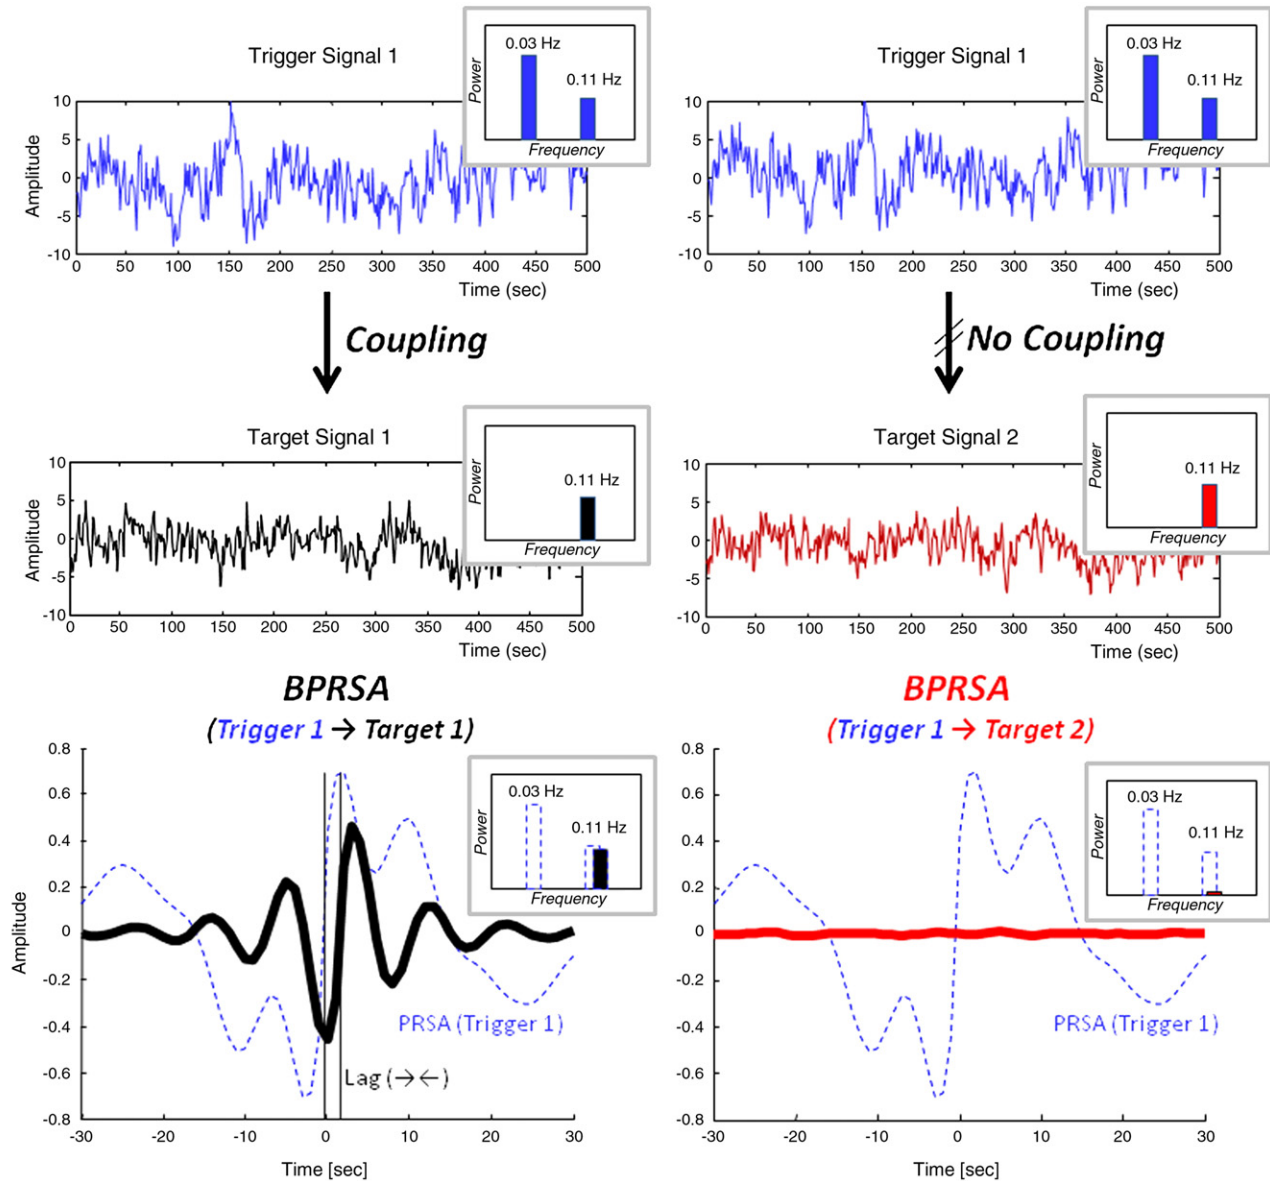 Trigger Signal 1
0.03 Hz
0.11 Hz
Power
Frequency
Amplitude
10
5
0
-5
-10
0 50 100 150 200 250 300 350 400 450 500
Time (sec)
Trigger Signal 1
0.03 Hz
0.11 Hz
Power
Frequency
10
5
0
-5
-10
0 50 100 150 200 250 300 350 400 450 500
Time (sec)
Coupling
No Coupling
Target Signal 1
0.11 Hz
Power
Frequency
Amplitude
10
5
0
-5
-10
0 50 100 150 200 250 300 350 400 450 500
Time (sec)
Target Signal 2
0.11 Hz
Power
Frequency
10
5
0
-5
-10
0 50 100 150 200 250 300 350 400 450 500
Time (sec)
BPRSA
(Trigger 1 → Target 1)
0.03 Hz
0.11 Hz
Power
Frequency
Amplitude
0.8
0.6
0.4
0.2
0
-0.2
-0.4
-0.6
-0.8
PRSA (Trigger 1)
Lag (→←)
-30 -20 -10 0 10 20 30
Time [sec]
BPRSA
(Trigger 1 → Target 2)
0.03 Hz
0.11 Hz
Power
Frequency
0.8
0.6
0.4
0.2
0
-0.2
-0.4
-0.6
-0.8
PRSA (Trigger 1)
-30 -20 -10 0 10 20 30
Time [sec]